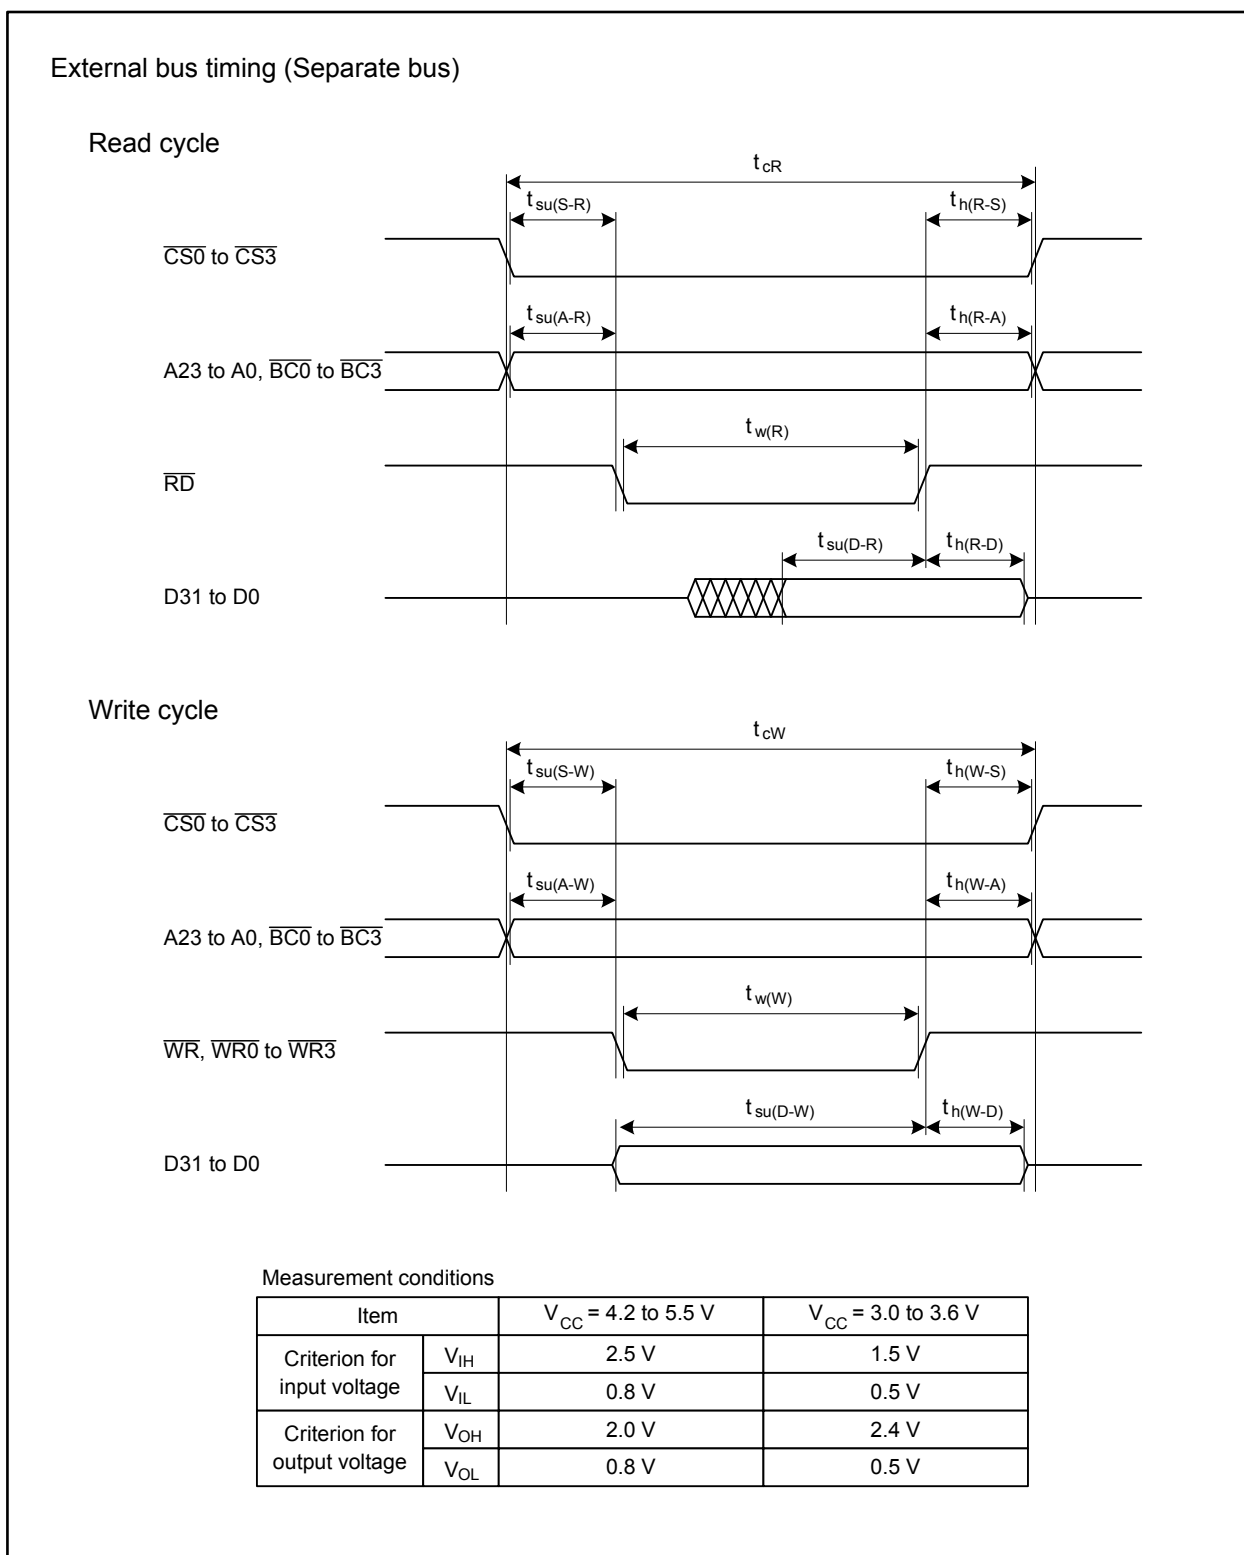 External bus timing (Separate bus)
Read cycle
tcR
tsu(S-R)
th(R-S)
CS0 to CS3
tsu(A-R)
th(R-A)
A23 to A0, BC0 to BC3
tw(R)
RD
tsu(D-R)
th(R-D)
D31 to D0
Write cycle
tcW
tsu(S-W)
th(W-S)
CS0 to CS3
tsu(A-W)
th(W-A)
A23 to A0, BC0 to BC3
tw(W)
WR, WR0 to WR3
tsu(D-W)
th(W-D)
D31 to D0
Measurement conditions
Item VCC = 4.2 to 5.5 V VCC = 3.0 to 3.6 V
Criterion for input voltage VIH 2.5 V 1.5 V
VIL 0.8 V 0.5 V
Criterion for output voltage VOH 2.0 V 2.4 V
VOL 0.8 V 0.5 V